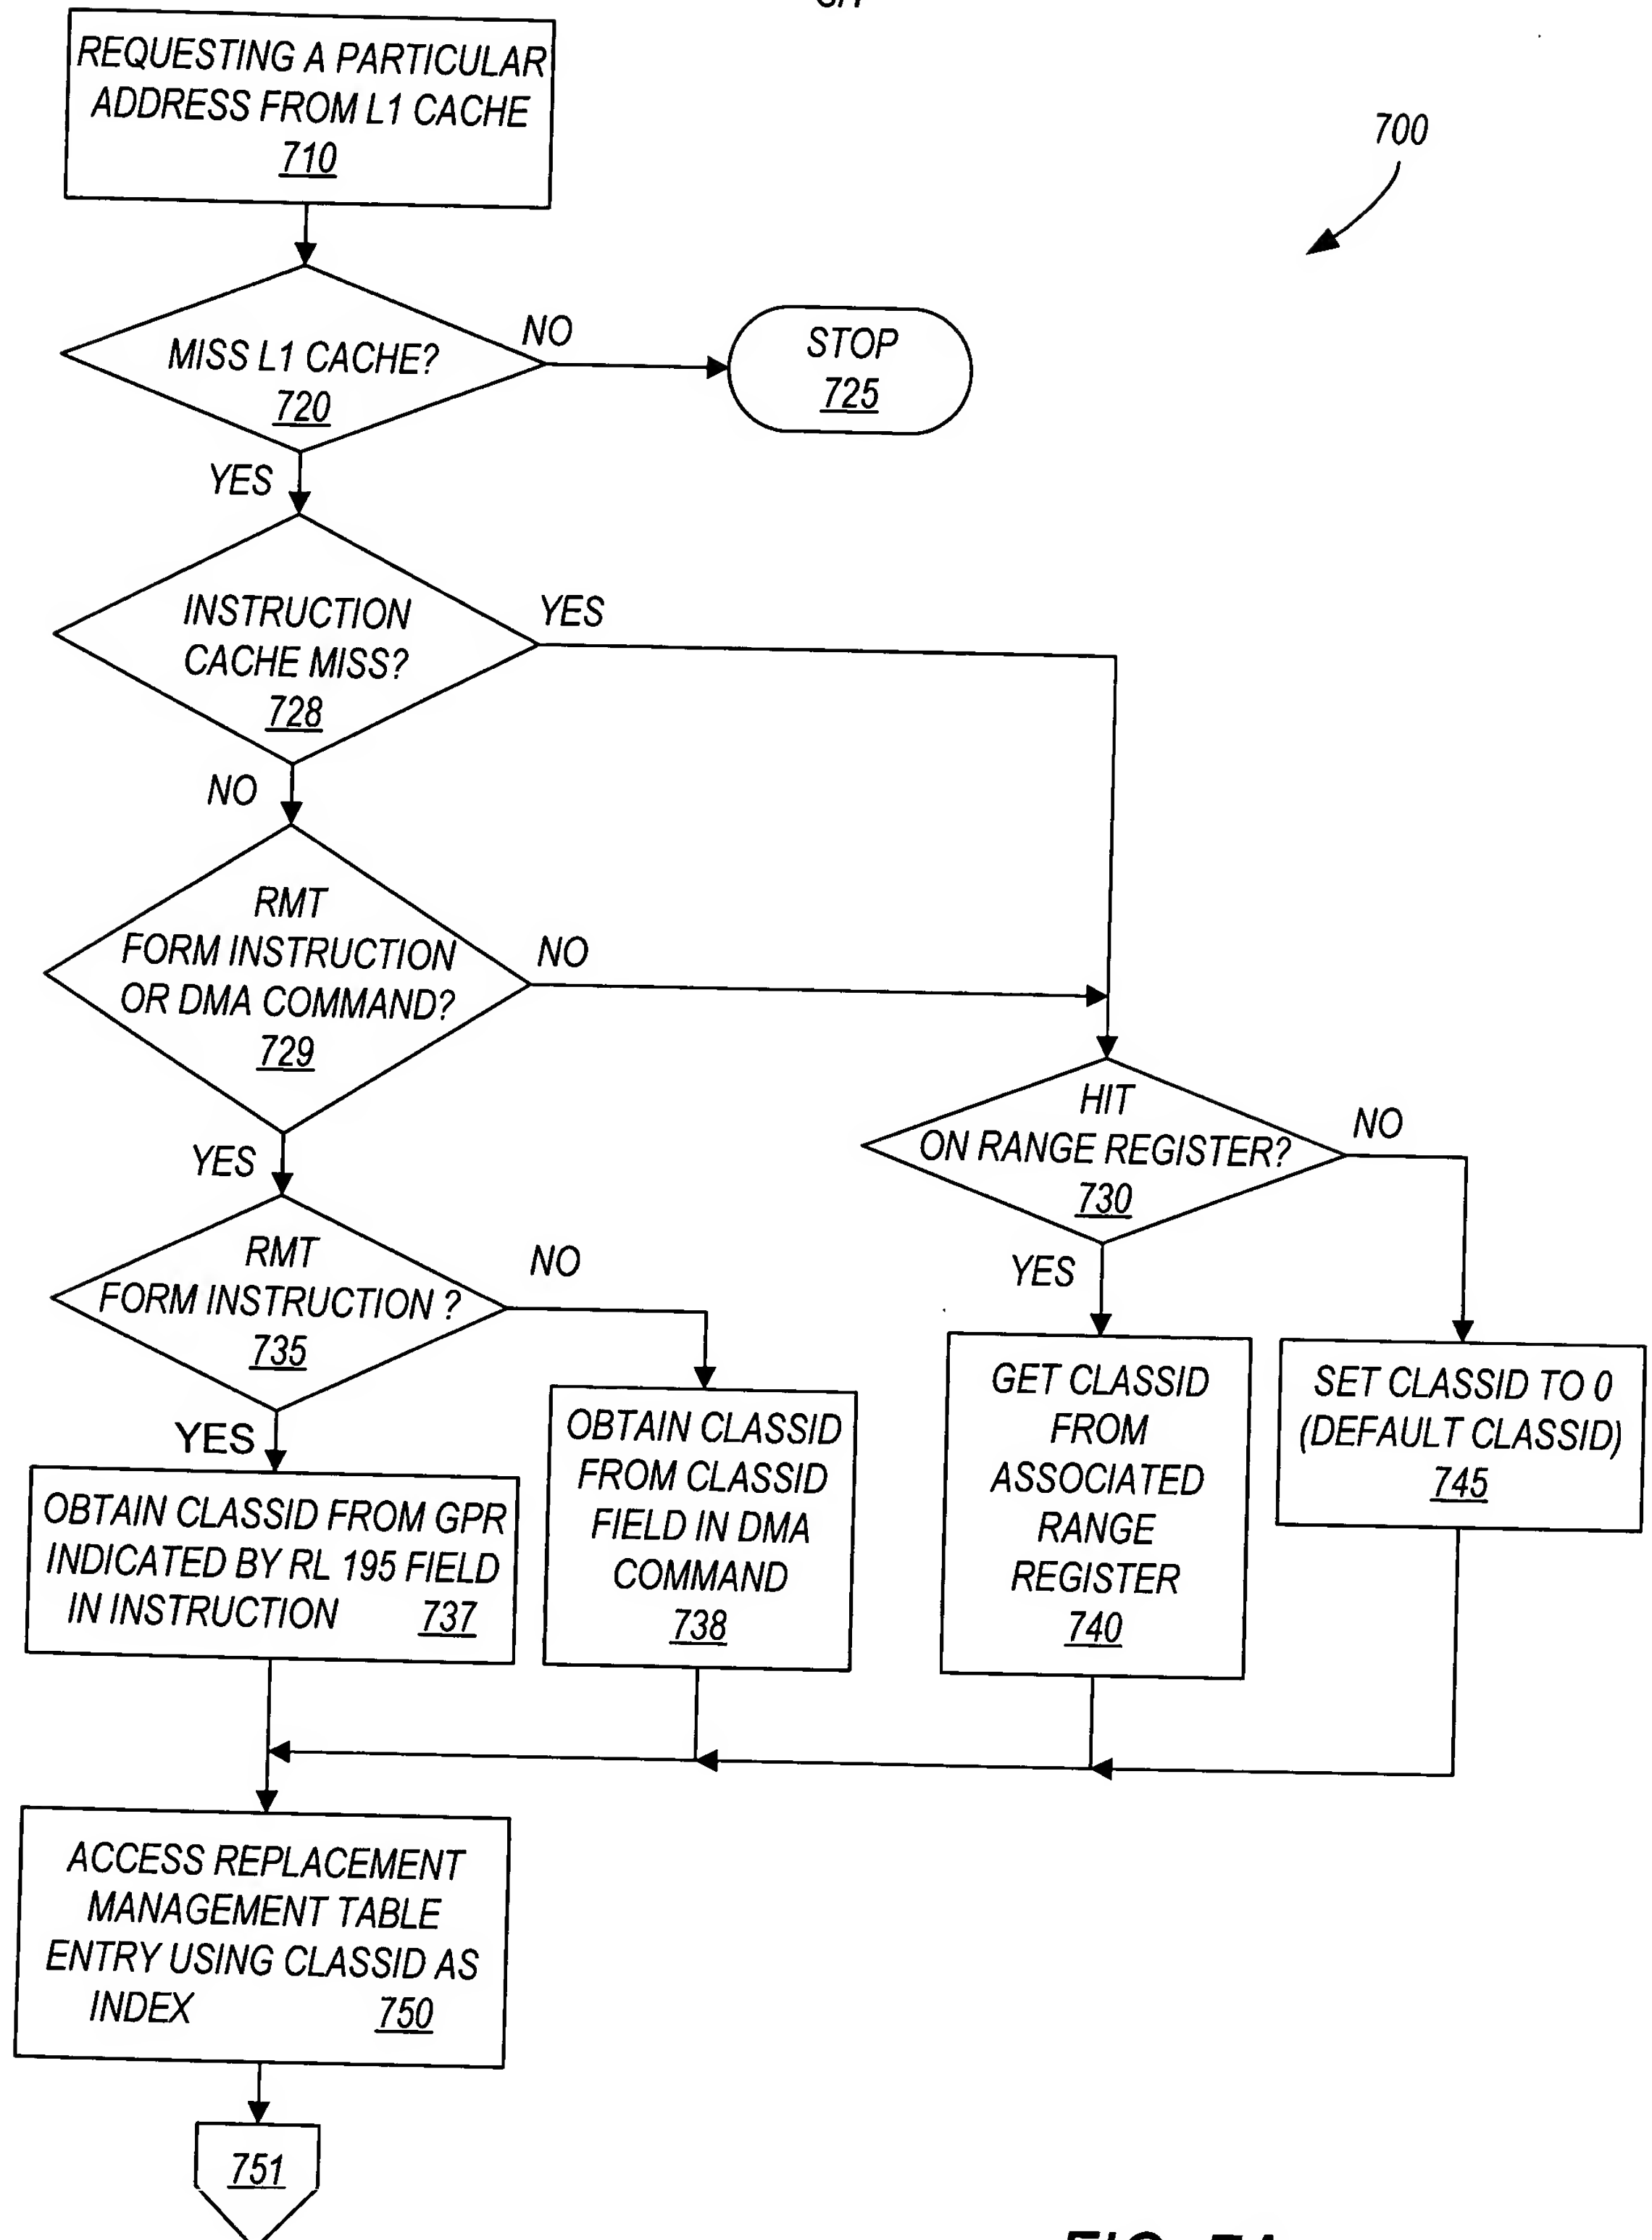 REQUESTING A PARTICULAR
ADDRESS FROM L1 CACHE
710
700
MISS L1 CACHE?
720
NO
STOP
725
YES
INSTRUCTION
CACHE MISS?
728
YES
NO
RMT
FORM INSTRUCTION
OR DMA COMMAND?
729
NO
HIT
ON RANGE REGISTER?
730
NO
YES
YES
RMT
FORM INSTRUCTION ?
735
NO
YES
OBTAIN CLASSID FROM GPR
INDICATED BY RL 195 FIELD
IN INSTRUCTION 737
OBTAIN CLASSID
FROM CLASSID
FIELD IN DMA
COMMAND
738
GET CLASSID
FROM
ASSOCIATED
RANGE
REGISTER
740
SET CLASSID TO 0
(DEFAULT CLASSID)
745
ACCESS REPLACEMENT
MANAGEMENT TABLE
ENTRY USING CLASSID AS
INDEX 750
751